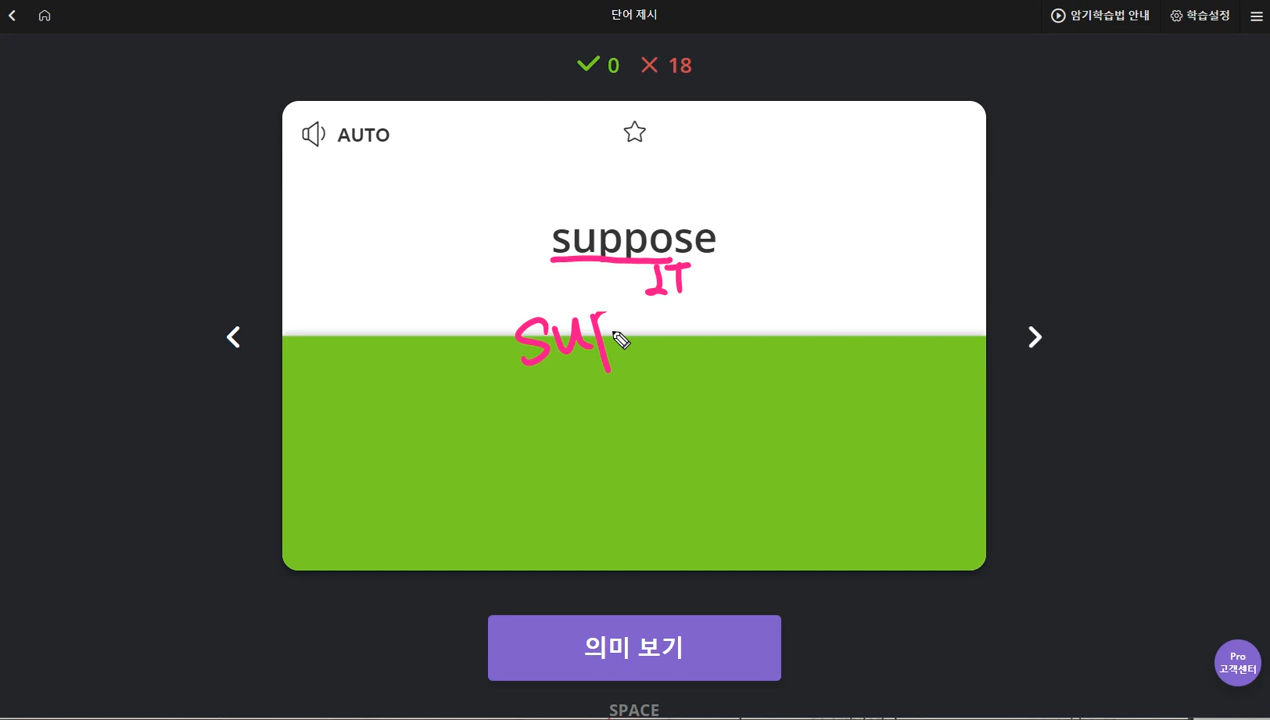 단어 제시
암기학습법 안내
학습설정
0
18
AUTO
suppose
IT
sup
의미 보기
SPACE
Pro
고객센터